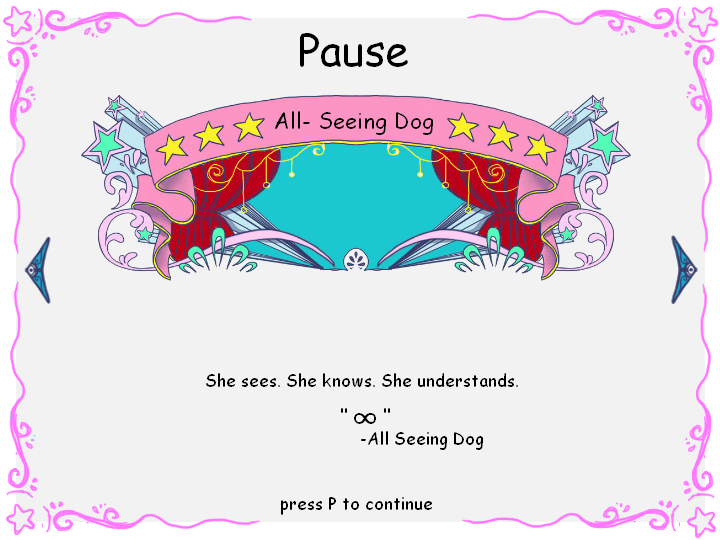 Pause
All- Seeing Dog
She sees. She knows. She understands.
" ∞ "
-All Seeing Dog
press P to continue